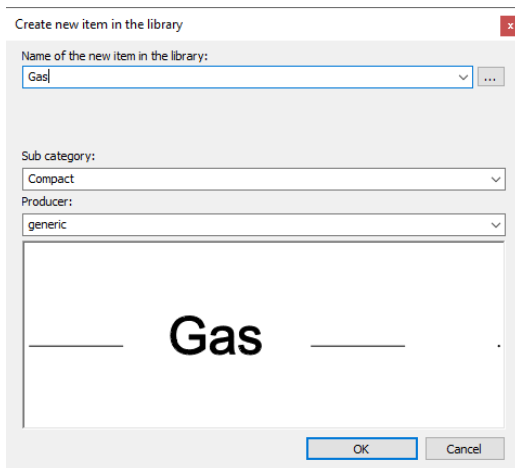 Create new item in the library
x
Name of the new item in the library:
Gas
...
Sub category:
Compact
Producer:
generic
Gas
OK
Cancel